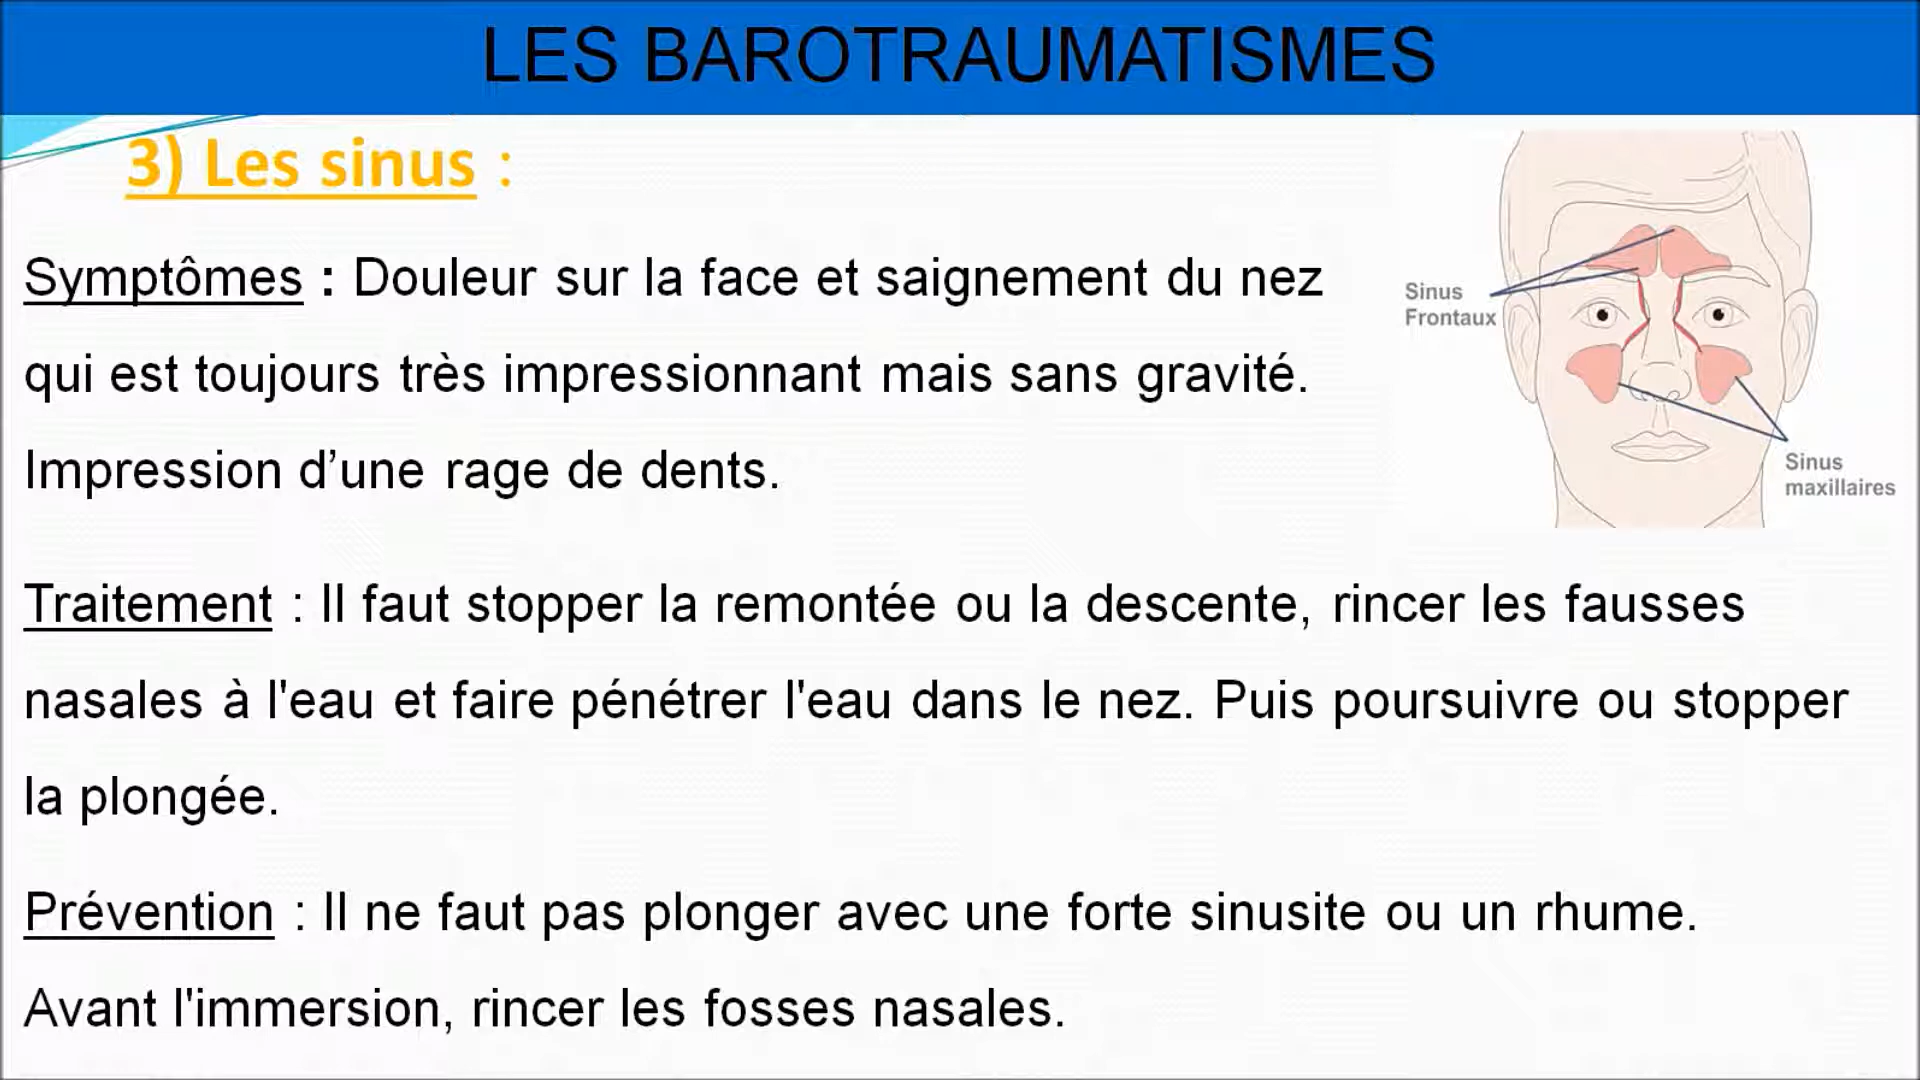 LES BAROTRAUMATISMES
3) Les sinus :
Symptômes : Douleur sur la face et saignement du nez
qui est toujours très impressionnant mais sans gravité.
Impression d’une rage de dents.
Sinus
Frontaux
Sinus
maxillaires
Traitement : Il faut stopper la remontée ou la descente, rincer les fausses
nasales à l'eau et faire pénétrer l'eau dans le nez. Puis poursuivre ou stopper
la plongée.
Prévention : Il ne faut pas plonger avec une forte sinusite ou un rhume.
Avant l'immersion, rincer les fosses nasales.